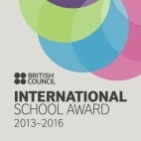 BRITISH
COUNCIL
INTERNATIONAL
SCHOOL AWARD
2013–2016